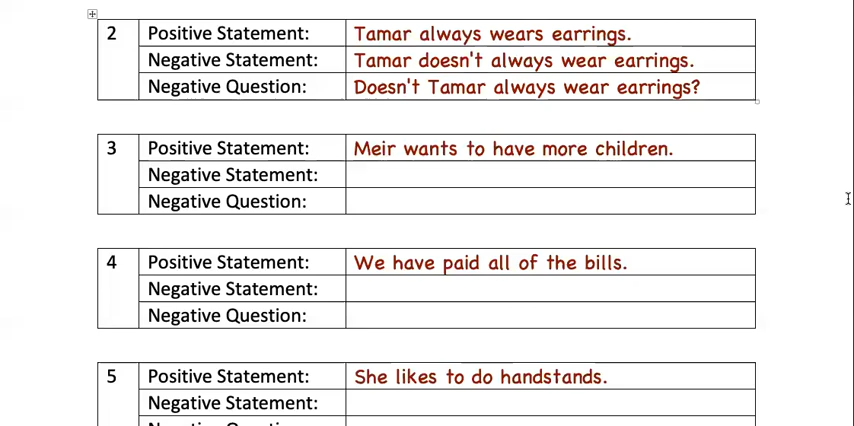 2 Positive Statement: Tamar always wears earrings.
Negative Statement: Tamar doesn't always wear earrings.
Negative Question: Doesn't Tamar always wear earrings?
3 Positive Statement: Meir wants to have more children.
Negative Statement:
Negative Question:
4 Positive Statement: We have paid all of the bills.
Negative Statement:
Negative Question:
5 Positive Statement: She likes to do handstands.
Negative Statement: